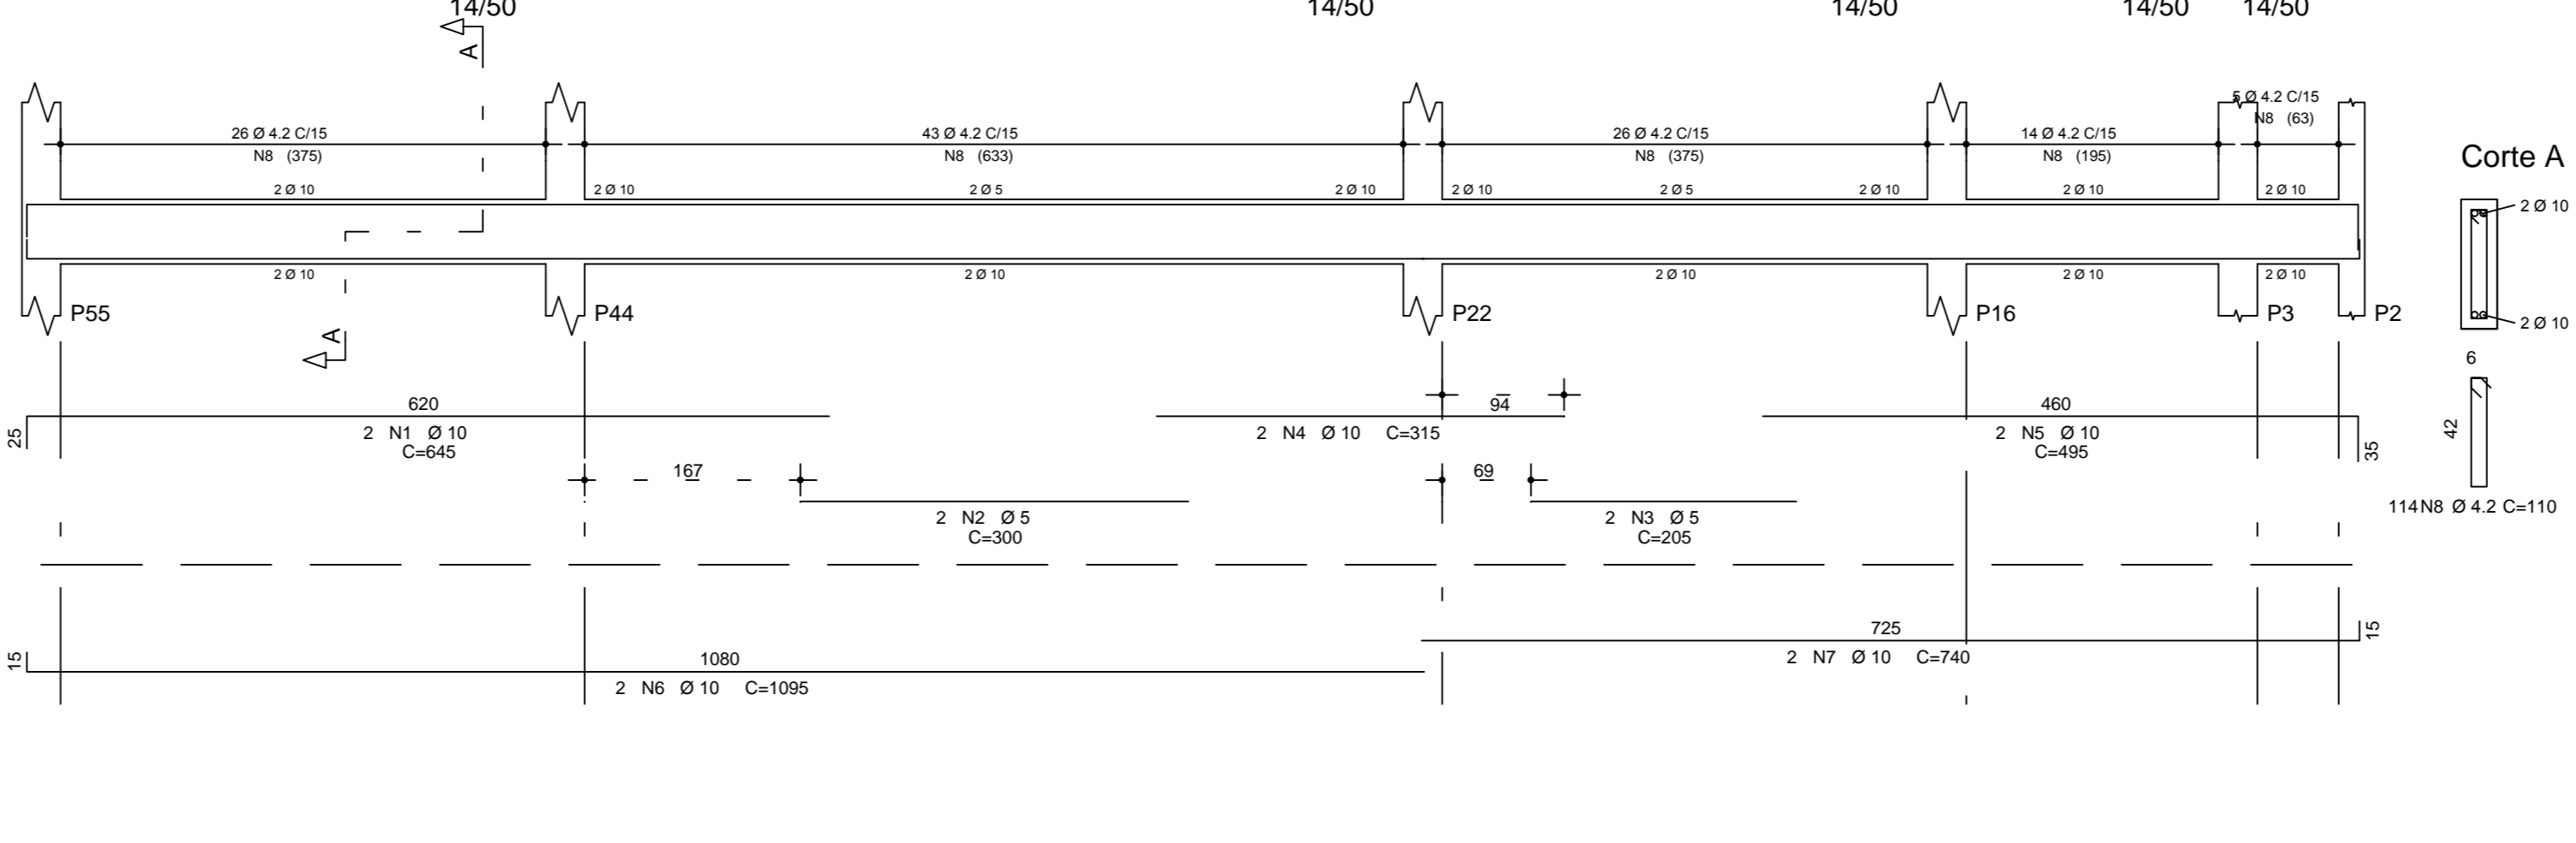 14/50 14/50 14/50 14/50 14/50
A
5 Ø 4.2 C/15
N8 (63)
26 Ø 4.2 C/15 43 Ø 4.2 C/15 26 Ø 4.2 C/15 14 Ø 4.2 C/15
N8 (375) N8 (633) N8 (375) N8 (195)
Corte A
2 Ø 10 2 Ø 10 2 Ø 5 2 Ø 10 2 Ø 10 2 Ø 5 2 Ø 10 2 Ø 10 2 Ø 10
2 Ø 10
2 Ø 10 2 Ø 10 2 Ø 10 2 Ø 10 2 Ø 10
P55 P44 P22 P16 P3 P2
2 Ø 10
A
6
620 94 460
25 2 N1 Ø 10 2 N4 Ø 10 C=315 2 N5 Ø 10 42
C=645 C=495 35
167 69
2 N2 Ø 5 2 N3 Ø 5 114 N8 Ø 4.2 C=110
C=300 C=205
725 15
15 1080 2 N7 Ø 10 C=740
2 N6 Ø 10 C=1095